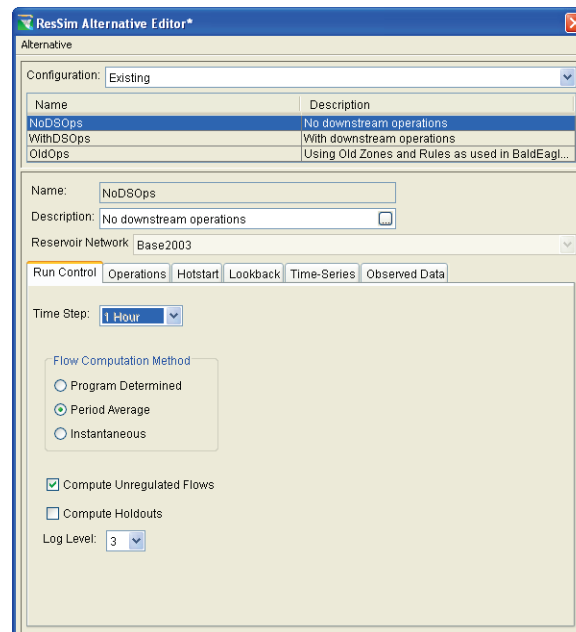 ResSim Alternative Editor*
Alternative
Configuration: Existing
Name Description
NoDSOps No downstream operations
WithDSOps With downstream operations
OldOps Using Old Zones and Rules as used in BaldEagl...
Name: NoDSOps
Description: No downstream operations ...
Reservoir Network Base2003
Run Control Operations Hotstart Lookback Time-Series Observed Data
Time Step: 1 Hour
Flow Computation Method
Program Determined
Period Average
Instantaneous
Compute Unregulated Flows
Compute Holdouts
Log Level: 3